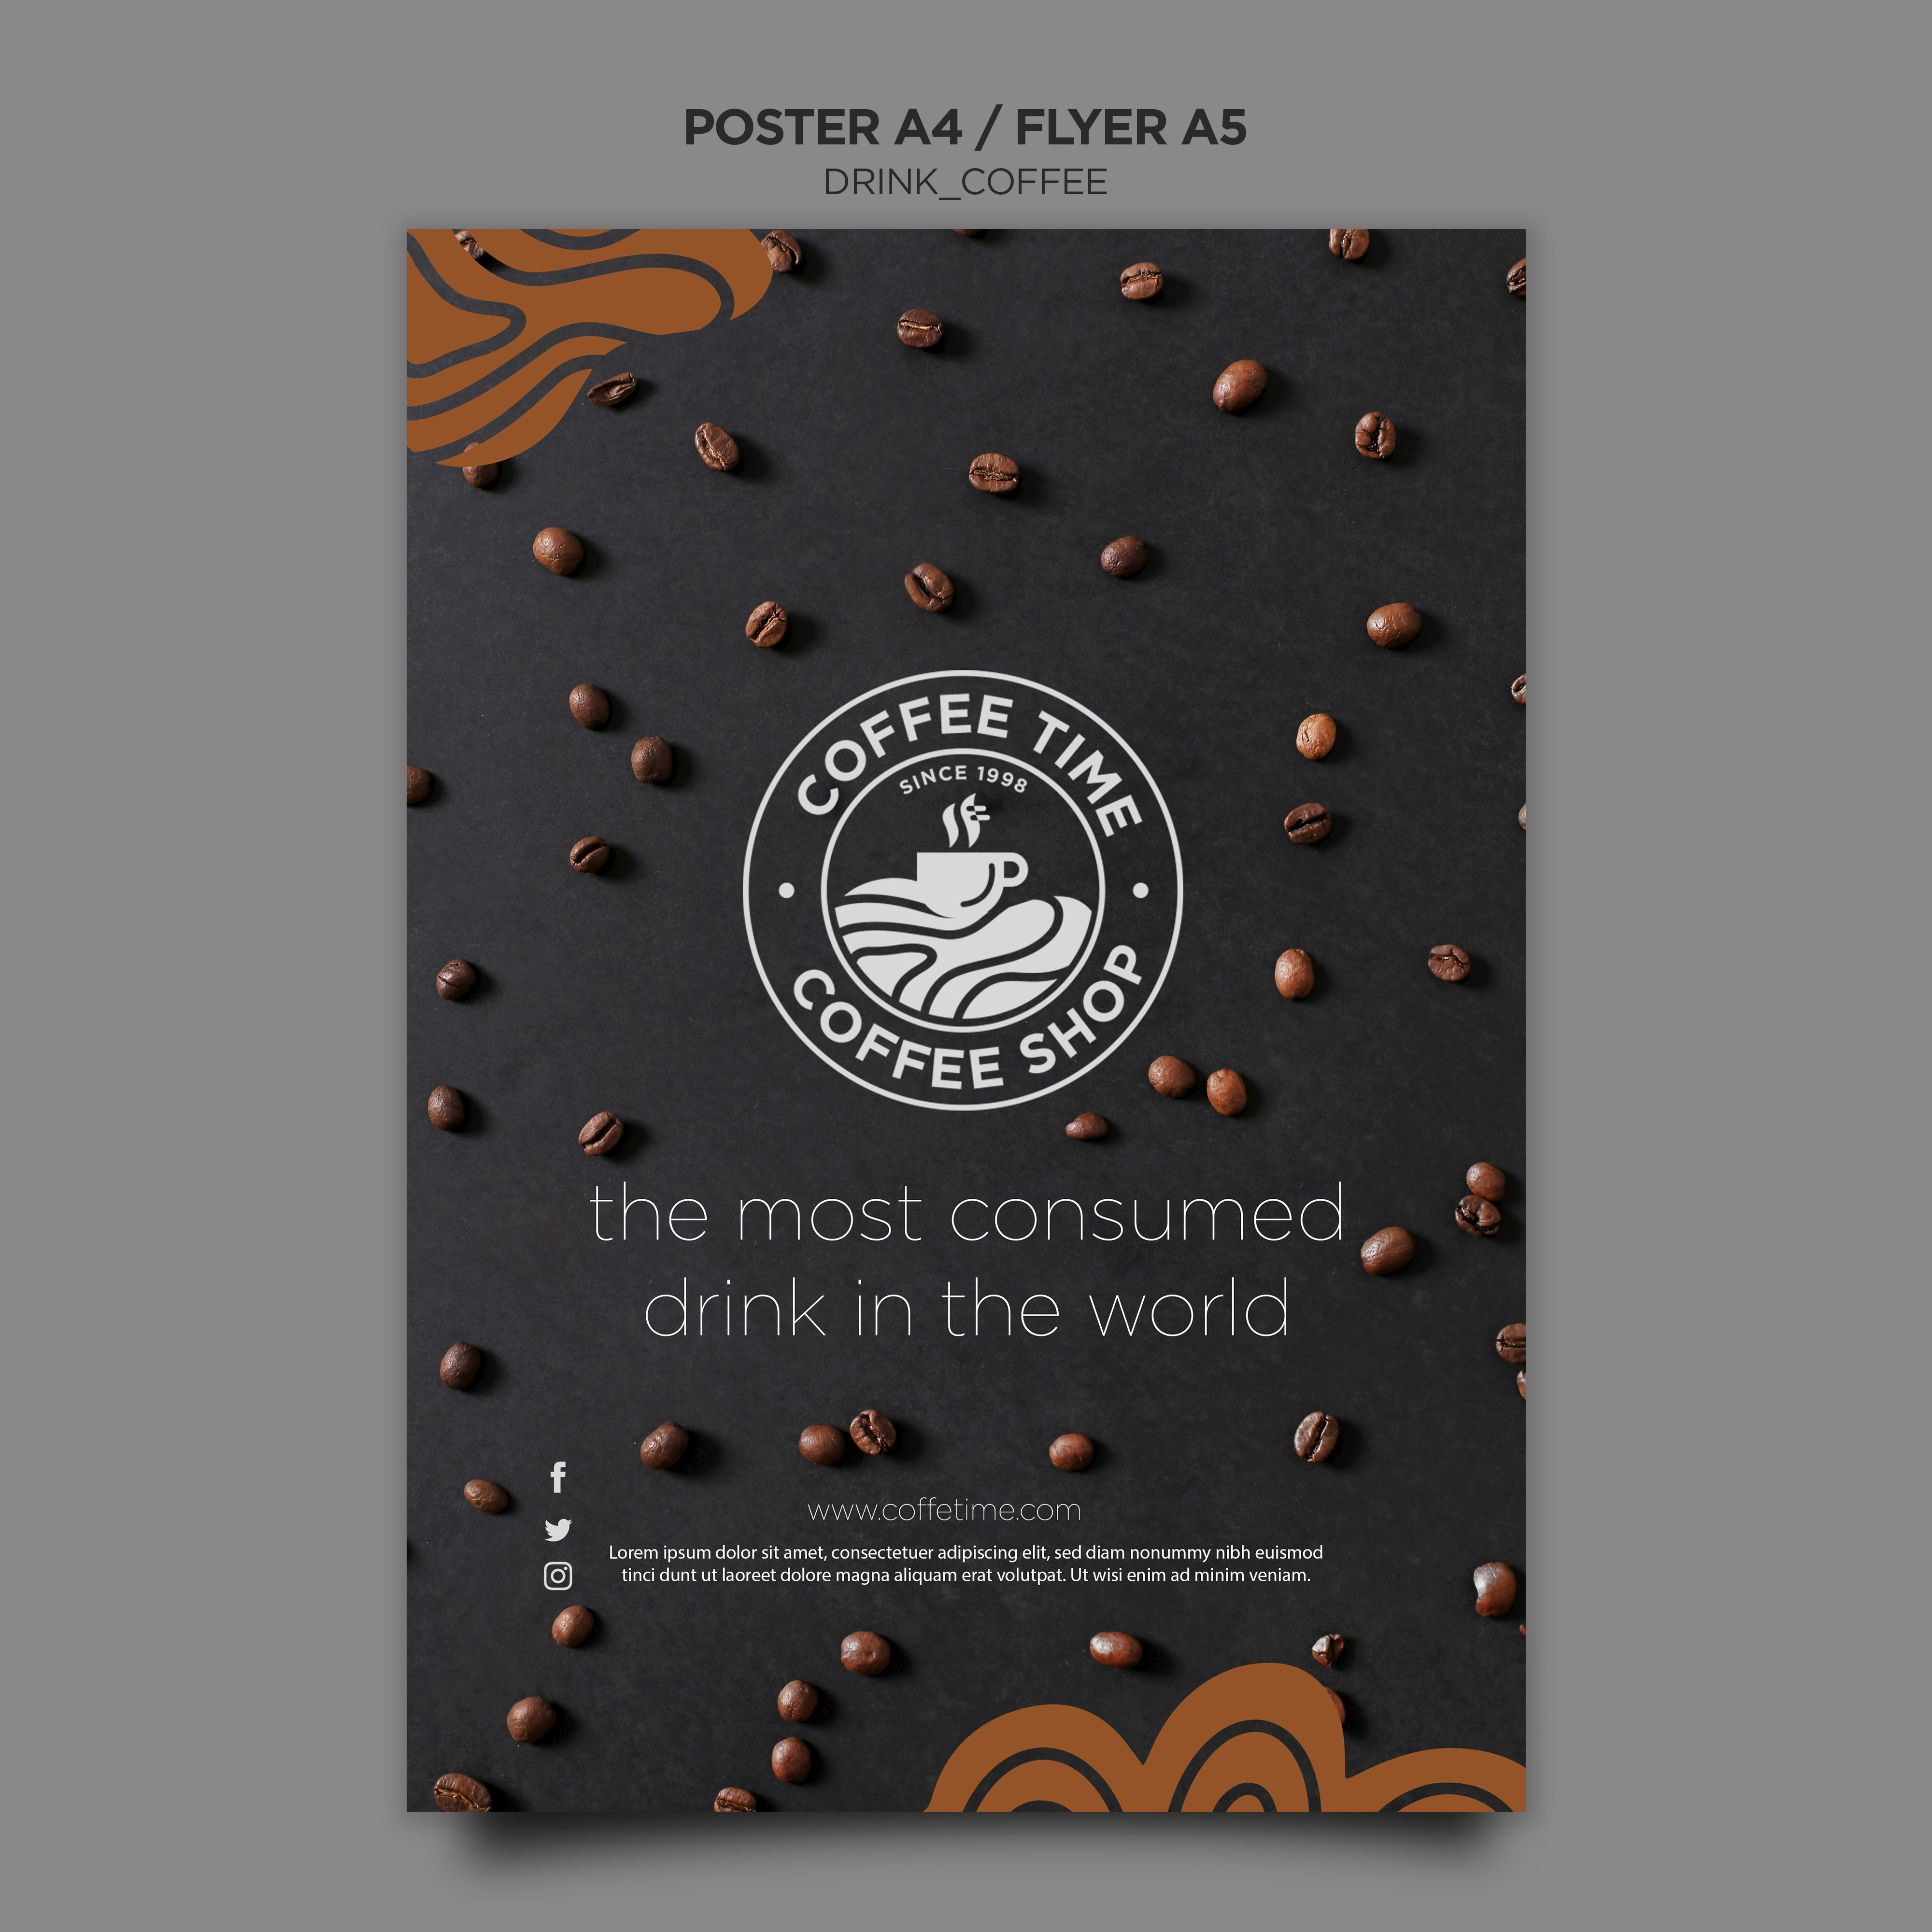 POSTER A4 / FLYER A5
DRINK_COFFEE
COFFEE TIME
SINCE 1998
COFFEE SHOP
the most consumed
drink in the world
www.coffetime.com
Lorem ipsum dolor sit amet, consectetuer adipiscing elit, sed diam nonummy nibh euismod
tinci dunt ut laoreet dolore magna aliquam erat volutpat. Ut wisi enim ad minim veniam.